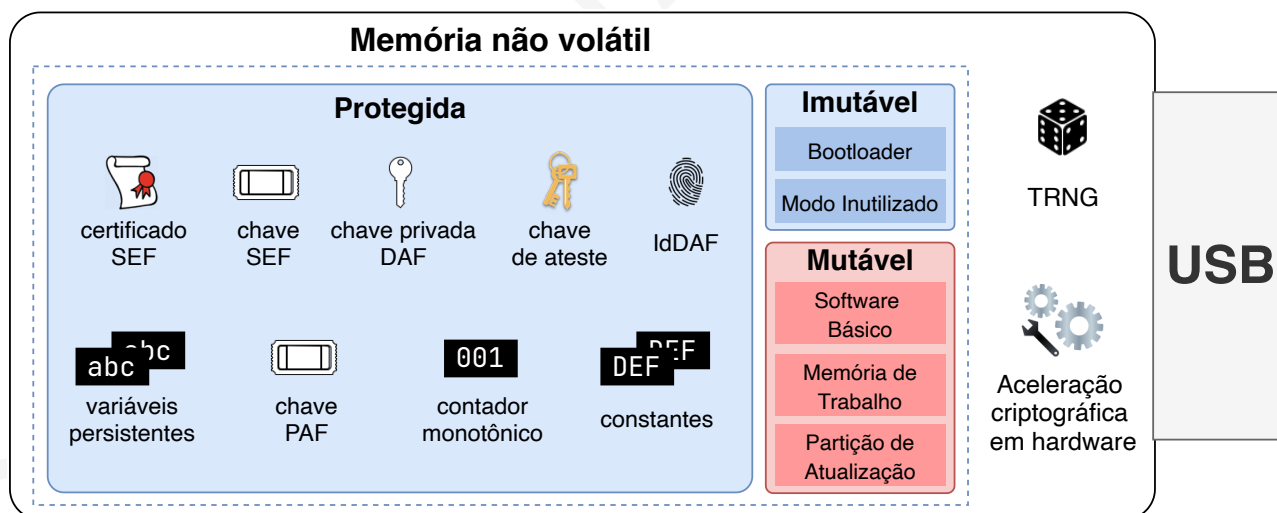 Memória não volátil
Protegida
certificado
SEF
chave
SEF
chave privada
DAF
chave
de ateste
IdDAF
abc
abc
variáveis
persistentes
chave
PAF
001
contador
monotônico
DEF
DEF
constantes
Imutável
Bootloader
Modo Inutilizado
Mutável
Software
Básico
Memória de
Trabalho
Partição de
Atualização
TRNG
Aceleração
criptográfica
em hardware
USB